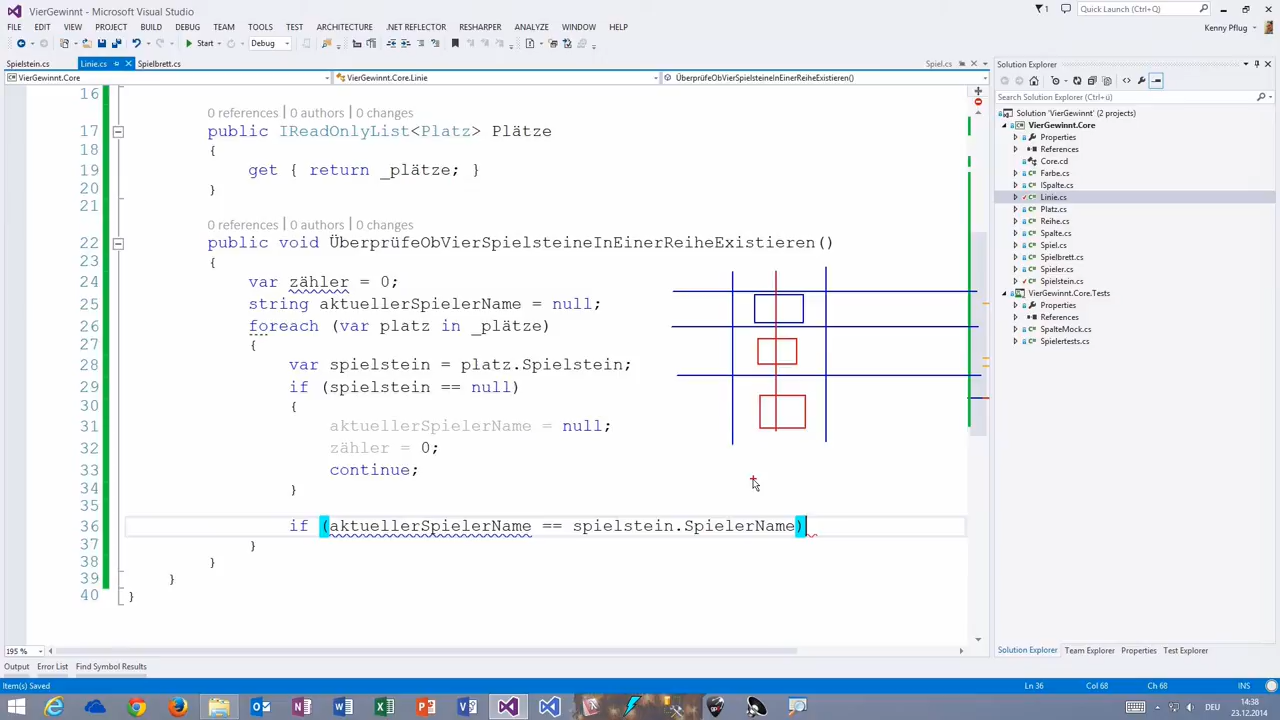 VierGewinnt - Microsoft Visual Studio
1
Quick Launch (Ctrl+Q)
FILE EDIT VIEW PROJECT BUILD DEBUG TEAM TOOLS TEST ARCHITECTURE .NET REFLECTOR RESHARPER ANALYZE WINDOW HELP
Kenny Pflug
Start Debug
Spielstein.cs Linie.cs Spielbrett.cs Spiel.cs
VierGewinnt.Core VierGewinnt.Core.Linie ÜberprüfeObVierSpielsteineInEinerReiheExistieren()
16
0 references | 0 authors | 0 changes
17 public IReadOnlyList<Platz> Plätze
18 {
19 get { return _plätze; }
20 }
21
0 references | 0 authors | 0 changes
22 public void ÜberprüfeObVierSpielsteineInEinerReiheExistieren()
23 {
24 var zähler = 0;
25 string aktuellerSpielerName = null;
26 foreach (var platz in _plätze)
27 {
28 var spielstein = platz.Spielstein;
29 if (spielstein == null)
30 {
31 aktuellerSpielerName = null;
32 zähler = 0;
33 continue;
34 }
35
36 if (aktuellerSpielerName == spielstein.SpielerName)
37 }
38 }
39 }
40 }
195 %
Solution Explorer
Search Solution Explorer (Ctrl+ü)
Solution 'VierGewinnt' (2 projects)
VierGewinnt.Core
Properties
References
Core.cd
Farbe.cs
ISpalte.cs
Linie.cs
Platz.cs
Reihe.cs
Spalte.cs
Spiel.cs
Spielbrett.cs
Spieler.cs
Spielstein.cs
VierGewinnt.Core.Tests
Properties
References
SpalteMock.cs
Spielertests.cs
Solution Explorer Team Explorer Properties Test Explorer
Output Error List Find Symbol Results
Item(s) Saved Ln 36 Col 68 Ch 68 INS
DEU
14:38
23.12.2014